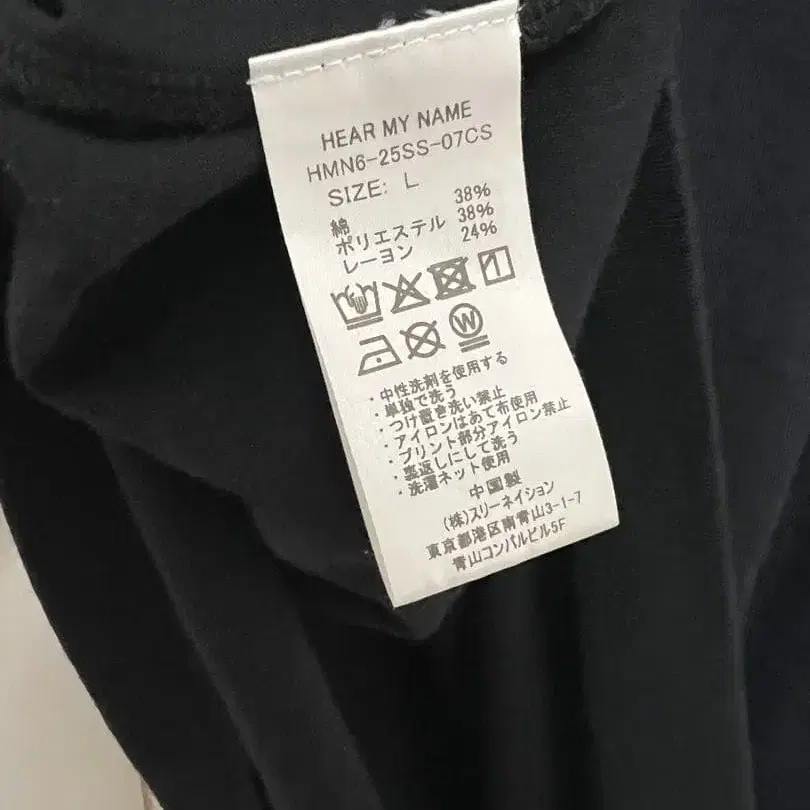 HEAR MY NAME
HMN6-25SS-07CS
SIZE: L
綿 38%
ポリエステル 38%
レーヨン 24%
W
・中性洗剤を使用する
・単独で洗う
・つけ置き洗い禁止
・アイロンはあて布使用
・プリント部分アイロン禁止
・裏返しにして洗う
・洗濯ネット使用
中国製
(株)スリーネイション
東京都港区南青山3-1-7
青山コンパルビル5F